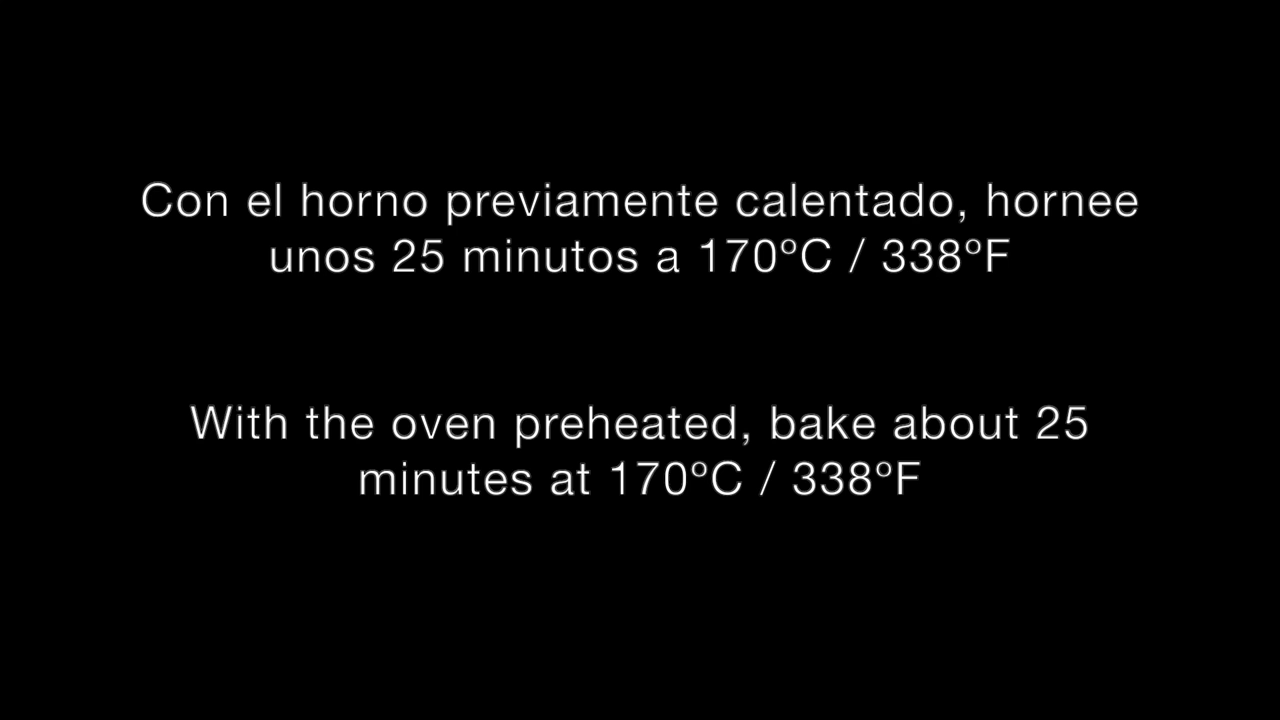 Con el horno previamente calentado, hornee
unos 25 minutos a 170ºC / 338ºF
With the oven preheated, bake about 25
minutes at 170ºC / 338ºF